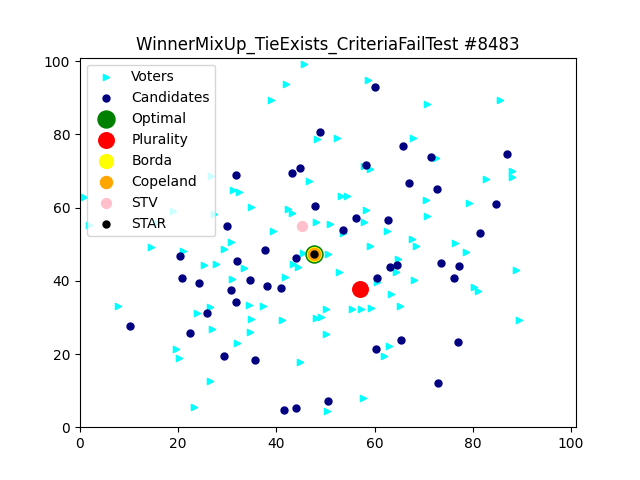 WinnerMixUp_TieExists_CriteriaFailTest #8483
100
80
60
40
20
0
Voters
Candidates
Optimal
Plurality
Borda
Copeland
STV
STAR
0 20 40 60 80 100